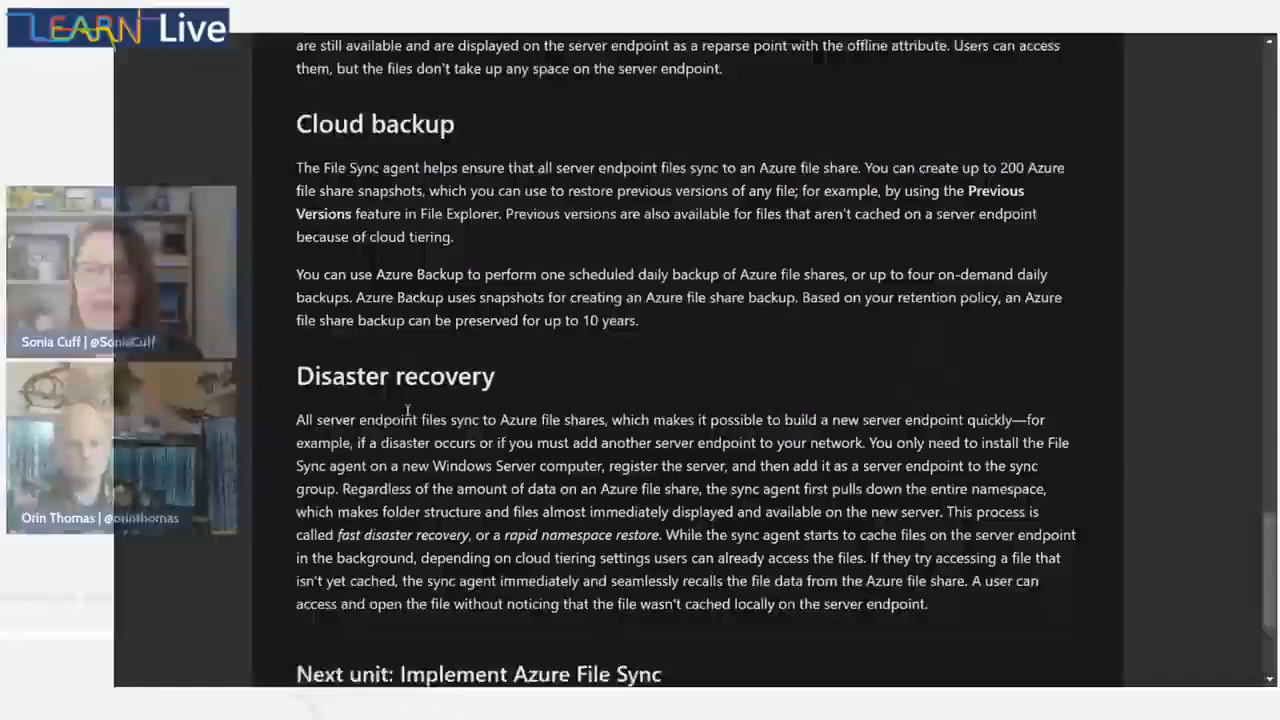 LEARN Live
are still available and are displayed on the server endpoint as a reparse point with the offline attribute. Users can access
them, but the files don't take up any space on the server endpoint.
Cloud backup
The File Sync agent helps ensure that all server endpoint files sync to an Azure file share. You can create up to 200 Azure
file share snapshots, which you can use to restore previous versions of any file; for example, by using the Previous
Versions feature in File Explorer. Previous versions are also available for files that aren't cached on a server endpoint
because of cloud tiering.
You can use Azure Backup to perform one scheduled daily backup of Azure file shares, or up to four on-demand daily
backups. Azure Backup uses snapshots for creating an Azure file share backup. Based on your retention policy, an Azure
file share backup can be preserved for up to 10 years.
Sonia Cuff | @SoniaCuff
Disaster recovery
All server endpoint files sync to Azure file shares, which makes it possible to build a new server endpoint quickly—for
example, if a disaster occurs or if you must add another server endpoint to your network. You only need to install the File
Sync agent on a new Windows Server computer, register the server, and then add it as a server endpoint to the sync
group. Regardless of the amount of data on an Azure file share, the sync agent first pulls down the entire namespace,
which makes folder structure and files almost immediately displayed and available on the new server. This process is
called fast disaster recovery, or a rapid namespace restore. While the sync agent starts to cache files on the server endpoint
in the background, depending on cloud tiering settings users can already access the files. If they try accessing a file that
isn't yet cached, the sync agent immediately and seamlessly recalls the file data from the Azure file share. A user can
access and open the file without noticing that the file wasn't cached locally on the server endpoint.
Orin Thomas | @orinthomas
Next unit: Implement Azure File Sync